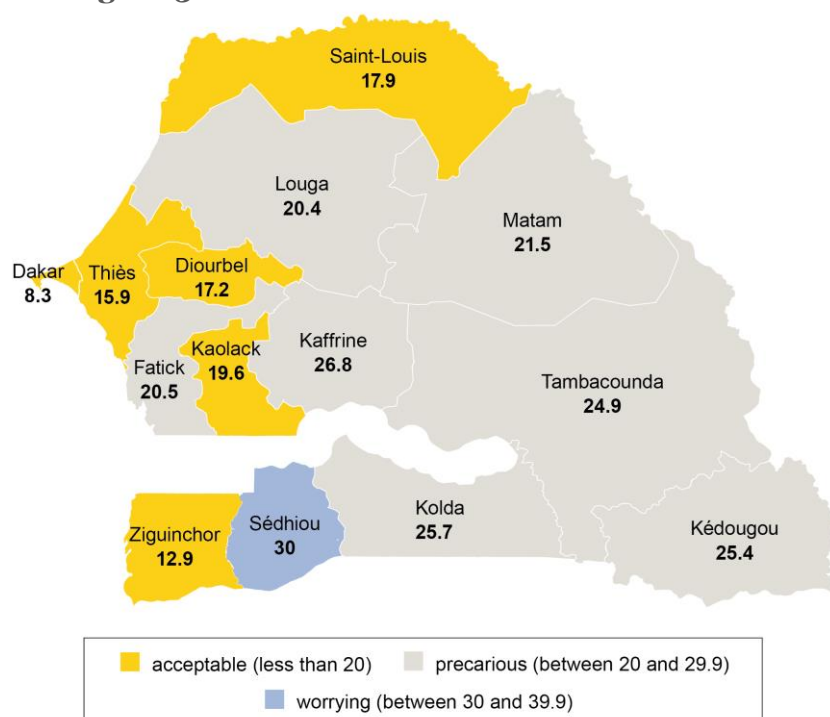 Saint-Louis
17.9
Louga
20.4
Matam
21.5
Dakar
8.3
Thiès
15.9
Diourbel
17.2
Fatick
20.5
Kaolack
19.6
Kaffrine
26.8
Tambacounda
24.9
Ziguinchor
12.9
Sédhiou
30
Kolda
25.7
Kédougou
25.4
acceptable (less than 20)
precarious (between 20 and 29.9)
worrying (between 30 and 39.9)